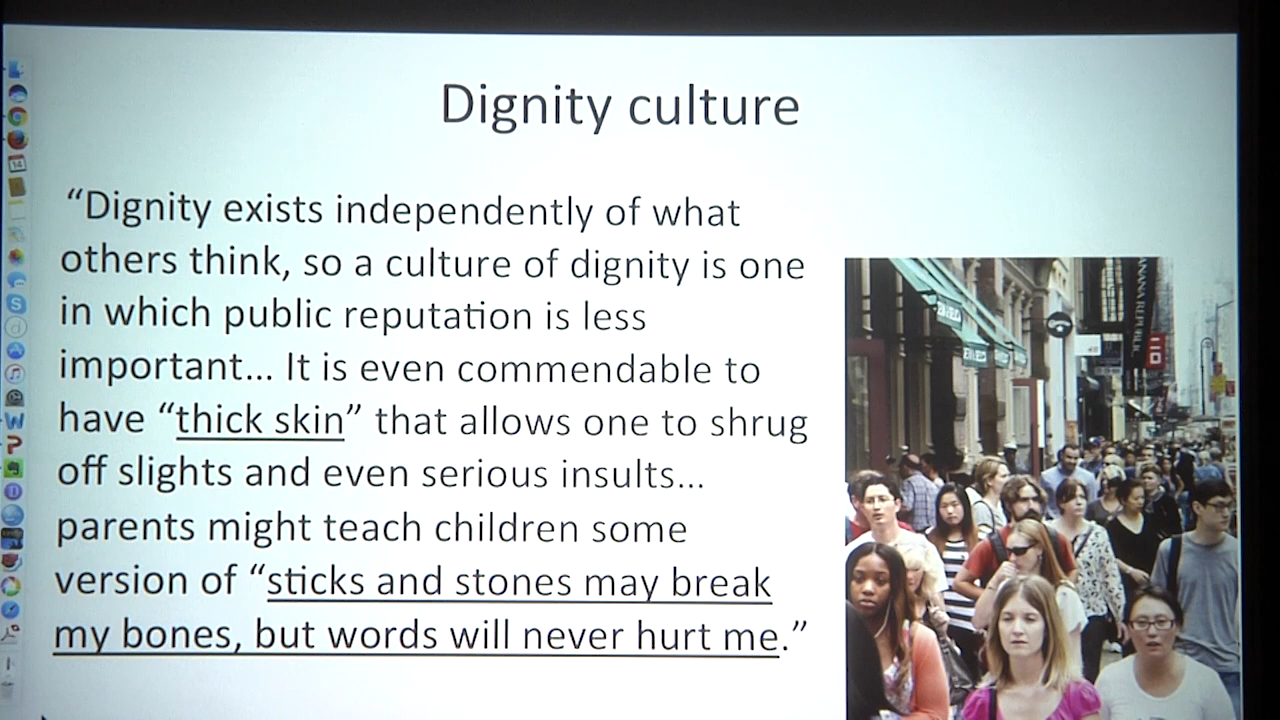 Dignity culture
“Dignity exists independently of what
others think, so a culture of dignity is one
in which public reputation is less
important... It is even commendable to
have “thick skin” that allows one to shrug
off slights and even serious insults...
parents might teach children some
version of “sticks and stones may break
my bones, but words will never hurt me.”
BANANA REPUBLIC
14